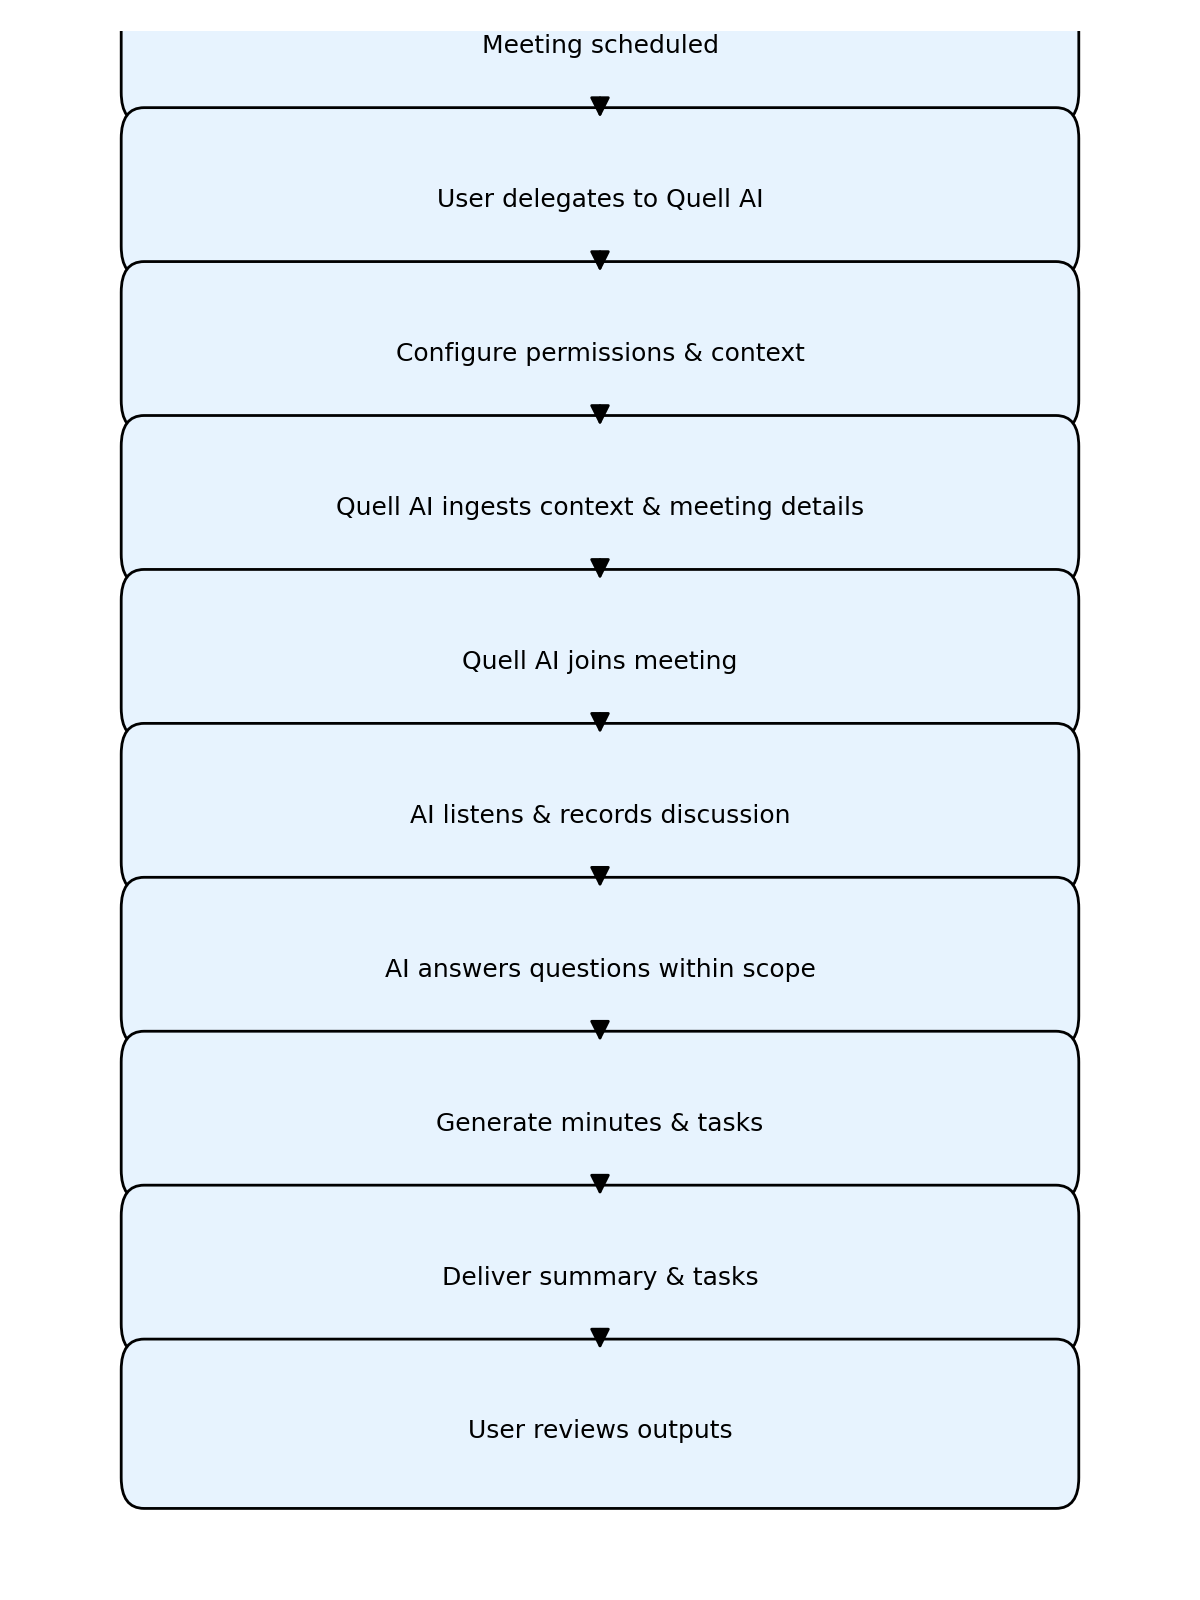 Meeting scheduled
User delegates to Quell AI
Configure permissions & context
Quell AI ingests context & meeting details
Quell AI joins meeting
AI listens & records discussion
AI answers questions within scope
Generate minutes & tasks
Deliver summary & tasks
User reviews outputs